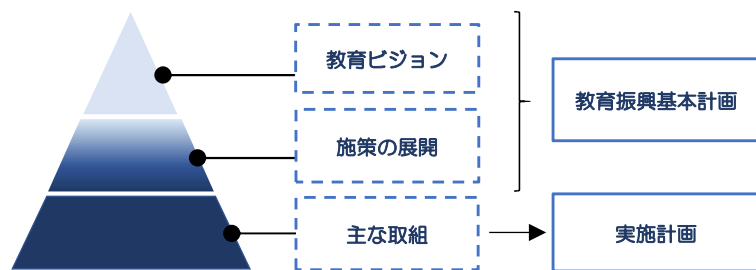 教育ビジョン
施策の展開
教育振興基本計画
主な取組
実施計画